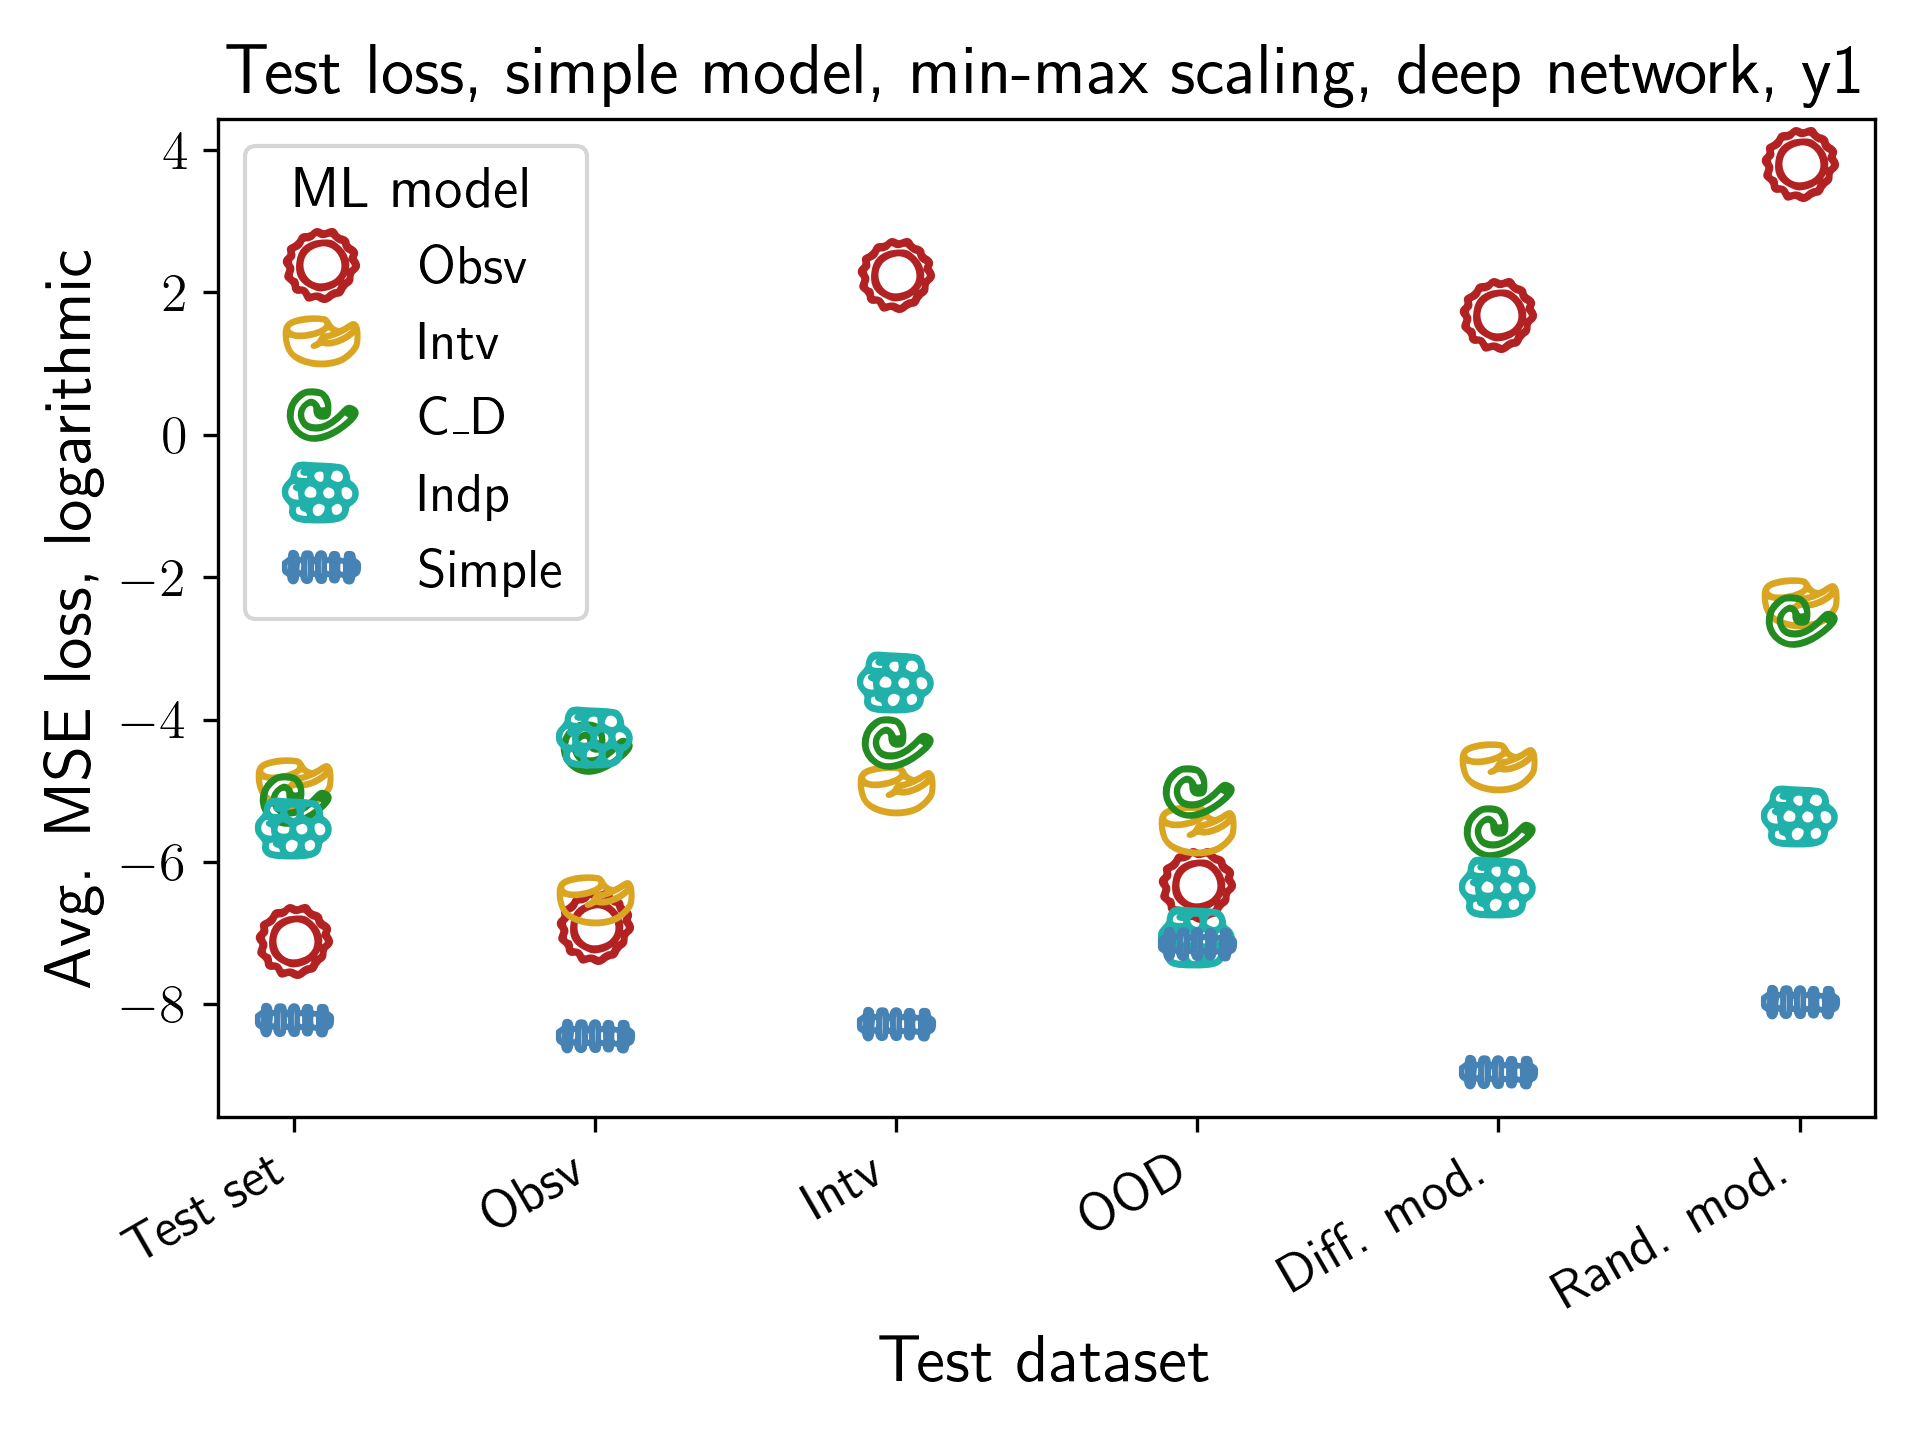 Test loss, simple model, min-max scaling, deep network, y1
Avg. MSE loss, logarithmic
4
2
0
−2
−4
−6
−8
ML model
Obsv
Intv
C_D
Indp
Simple
Test set
Obsv
Intv
OOD
Diff. mod.
Rand. mod.
Test dataset